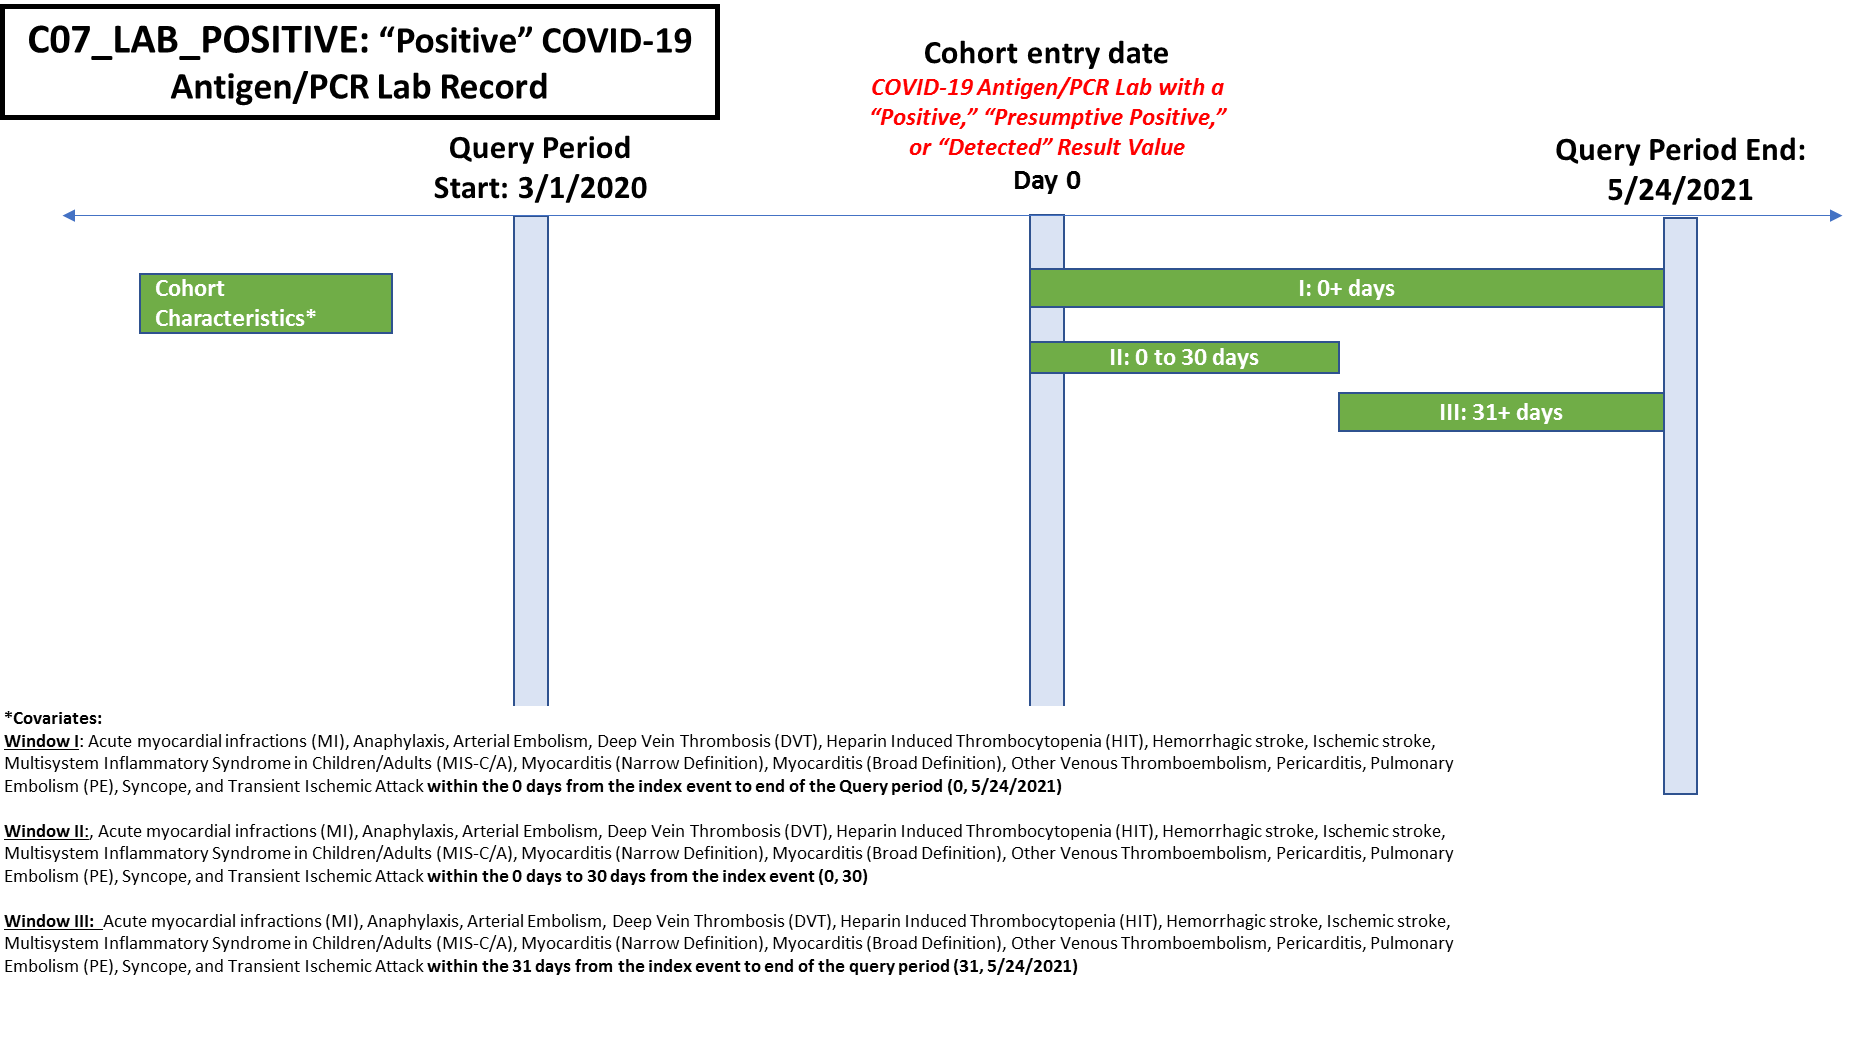 C07_LAB_POSITIVE: “Positive” COVID-19
Antigen/PCR Lab Record
Cohort entry date
COVID-19 Antigen/PCR Lab with a
“Positive,” “Presumptive Positive,”
or “Detected” Result Value
Day 0
Query Period
Start: 3/1/2020
Query Period End:
5/24/2021
Cohort
Characteristics*
I: 0+ days
II: 0 to 30 days
III: 31+ days
*Covariates:
Window I: Acute myocardial infractions (MI), Anaphylaxis, Arterial Embolism, Deep Vein Thrombosis (DVT), Heparin Induced Thrombocytopenia (HIT), Hemorrhagic stroke, Ischemic stroke,
Multisystem Inflammatory Syndrome in Children/Adults (MIS-C/A), Myocarditis (Narrow Definition), Myocarditis (Broad Definition), Other Venous Thromboembolism, Pericarditis, Pulmonary
Embolism (PE), Syncope, and Transient Ischemic Attack within the 0 days from the index event to end of the Query period (0, 5/24/2021)
Window II:, Acute myocardial infractions (MI), Anaphylaxis, Arterial Embolism, Deep Vein Thrombosis (DVT), Heparin Induced Thrombocytopenia (HIT), Hemorrhagic stroke, Ischemic stroke,
Multisystem Inflammatory Syndrome in Children/Adults (MIS-C/A), Myocarditis (Narrow Definition), Myocarditis (Broad Definition), Other Venous Thromboembolism, Pericarditis, Pulmonary
Embolism (PE), Syncope, and Transient Ischemic Attack within the 0 days to 30 days from the index event (0, 30)
Window III: Acute myocardial infractions (MI), Anaphylaxis, Arterial Embolism, Deep Vein Thrombosis (DVT), Heparin Induced Thrombocytopenia (HIT), Hemorrhagic stroke, Ischemic stroke,
Multisystem Inflammatory Syndrome in Children/Adults (MIS-C/A), Myocarditis (Narrow Definition), Myocarditis (Broad Definition), Other Venous Thromboembolism, Pericarditis, Pulmonary
Embolism (PE), Syncope, and Transient Ischemic Attack within the 31 days from the index event to end of the query period (31, 5/24/2021)